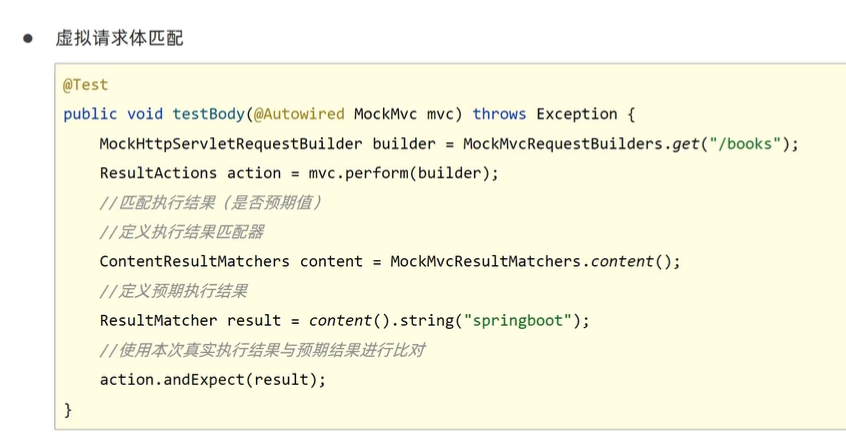 ● 虚拟请求体匹配
@Test
public void testBody(@Autowired MockMvc mvc) throws Exception {
    MockHttpServletRequestBuilder builder = MockMvcRequestBuilders.get("/books");
    ResultActions action = mvc.perform(builder);
    //匹配执行结果（是否预期值）
    //定义执行结果匹配器
    ContentResultMatchers content = MockMvcResultMatchers.content();
    //定义预期执行结果
    ResultMatcher result = content().string("springboot");
    //使用本次真实执行结果与预期结果进行比对
    action.andExpect(result);
}